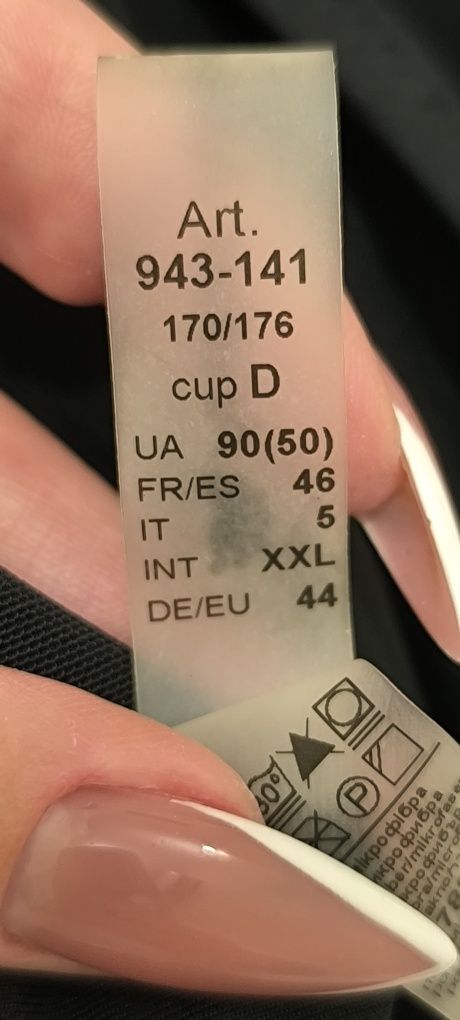 Art.
943-141
170/176
cup D
UA 90(50)
FR/ES 46
IT 5
INT XXL
DE/EU 44
P